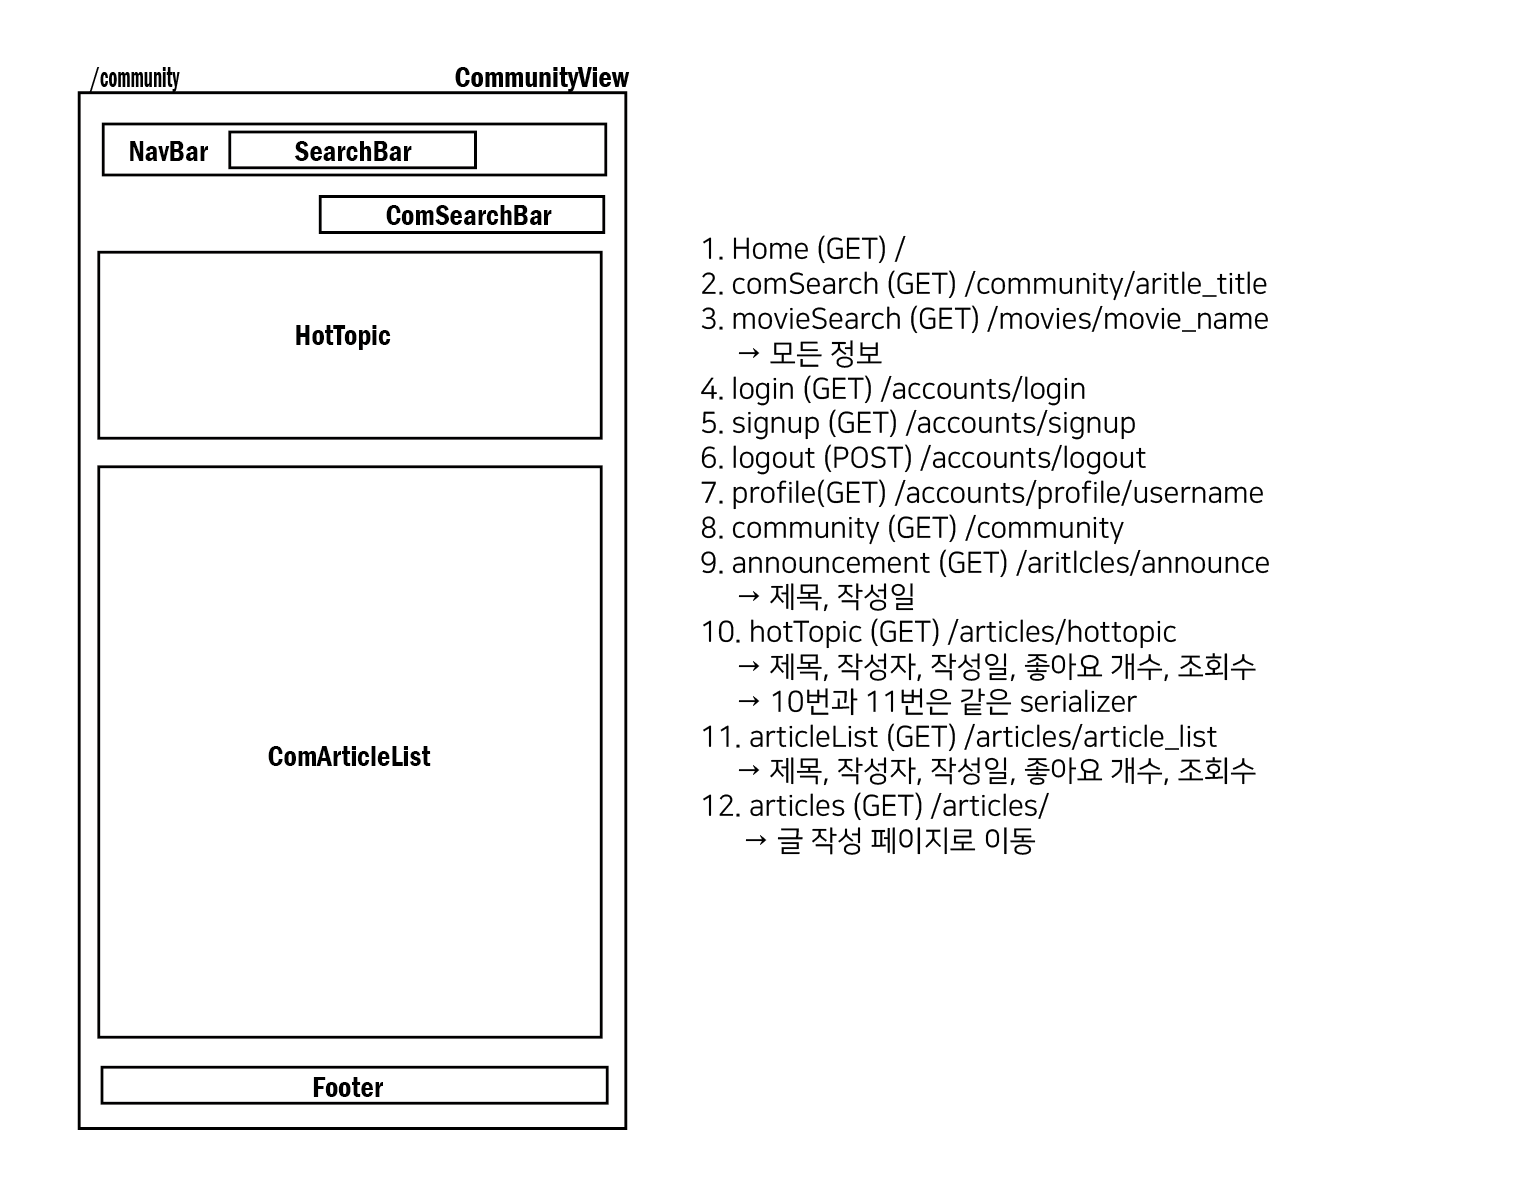 /community
CommunityView
NavBar
SearchBar
ComSearchBar
HotTopic
ComArticleList
Footer
1. Home (GET) /
2. comSearch (GET) /community/aritle_title
3. movieSearch (GET) /movies/movie_name
→ 모든 정보
4. login (GET) /accounts/login
5. signup (GET) /accounts/signup
6. logout (POST) /accounts/logout
7. profile(GET) /accounts/profile/username
8. community (GET) /community
9. announcement (GET) /aritlcles/announce
→ 제목, 작성일
10. hotTopic (GET) /articles/hottopic
→ 제목, 작성자, 작성일, 좋아요 개수, 조회수
→ 10번과 11번은 같은 serializer
11. articleList (GET) /articles/article_list
→ 제목, 작성자, 작성일, 좋아요 개수, 조회수
12. articles (GET) /articles/
→ 글 작성 페이지로 이동